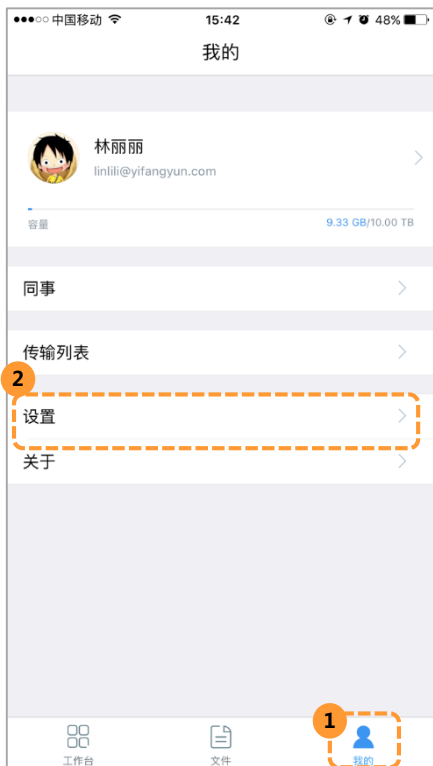 中国移动 15:42 48%
我的
林丽丽
linlili@yifangyun.com
容量 9.33 GB/10.00 TB
同事
传输列表
2
设置
关于
1
工作台 文件 我的